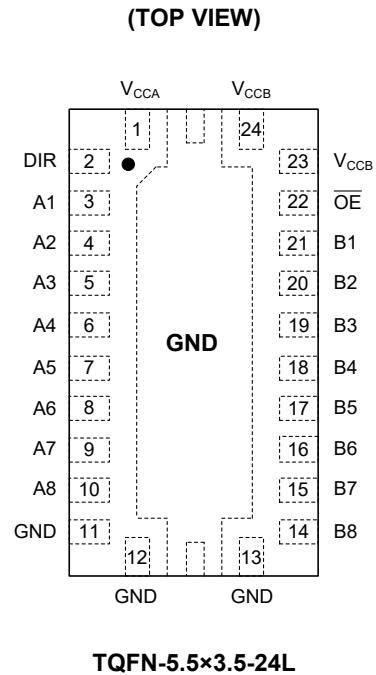 (TOP VIEW)
VCCA VCCB
1 24
DIR 2 23 VCCB
A1 3 22 OE
A2 4 21 B1
A3 5 20 B2
A4 6 19 B3
GND
A5 7 18 B4
A6 8 17 B5
A7 9 16 B6
A8 10 15 B7
GND 11 14 B8
12 13
GND GND
TQFN-5.5×3.5-24L